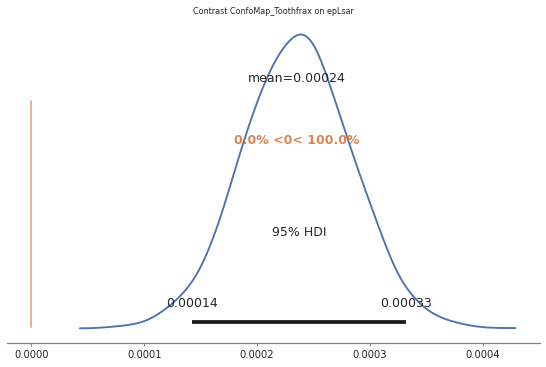 Contrast ConfoMap_Toothfrax on epLsar
mean=0.00024
0.0% <0< 100.0%
95% HDI
0.00014 0.00033
0.0000 0.0001 0.0002 0.0003 0.0004